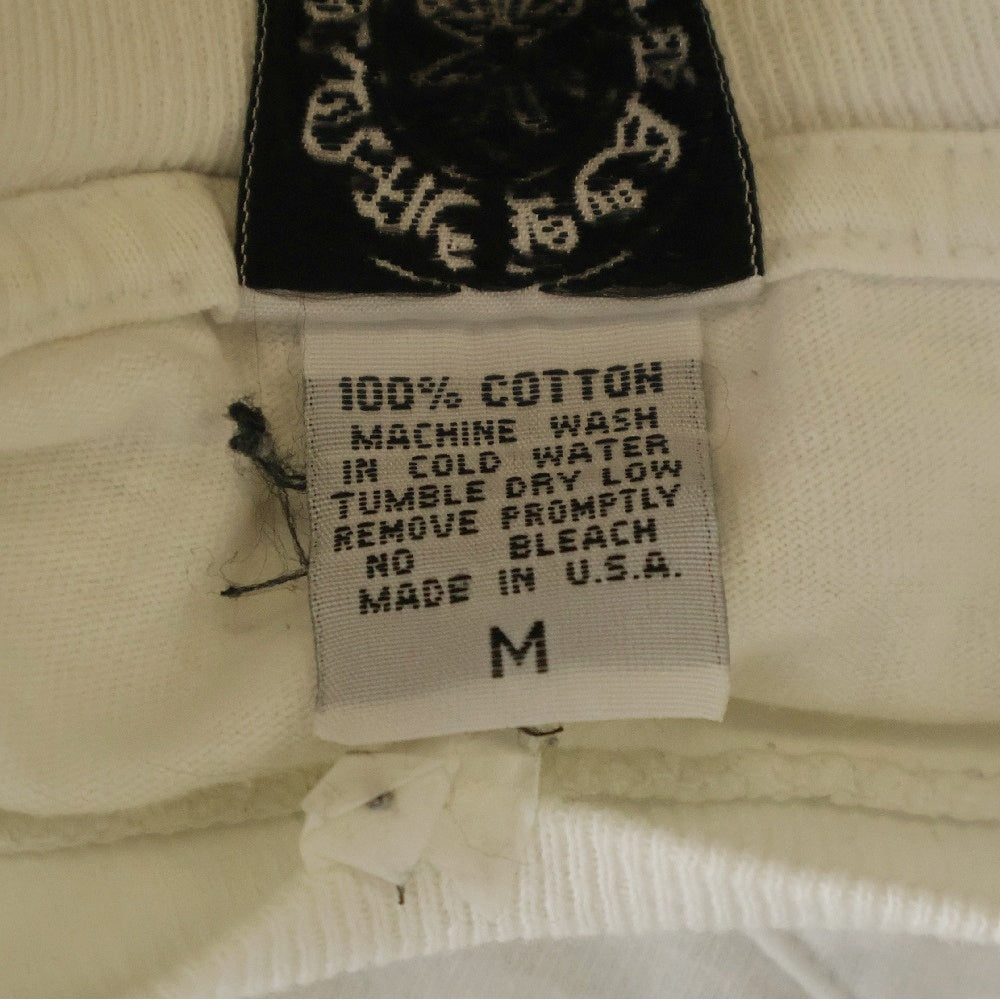 100% COTTON
MACHINE WASH
IN COLD WATER
TUMBLE DRY LOW
REMOVE PROMPTLY
NO BLEACH
MADE IN U.S.A.
M